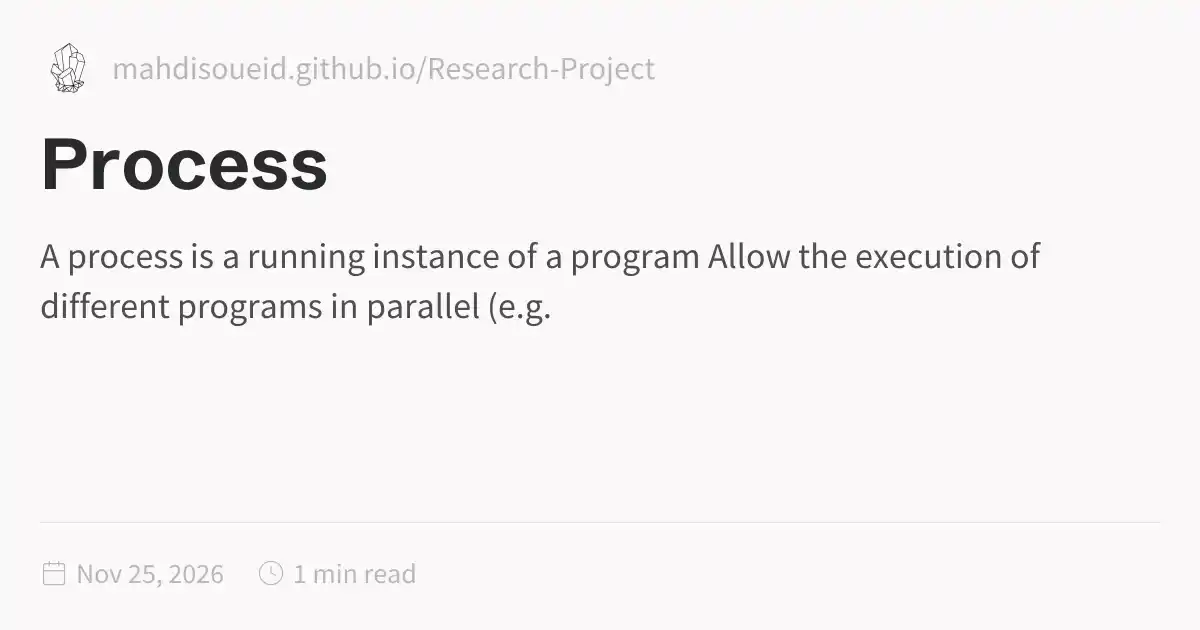 mahdisoueid.github.io/Research-Project
Process
A process is a running instance of a program Allow the execution of
different programs in parallel (e.g.
Nov 25, 2026 1 min read